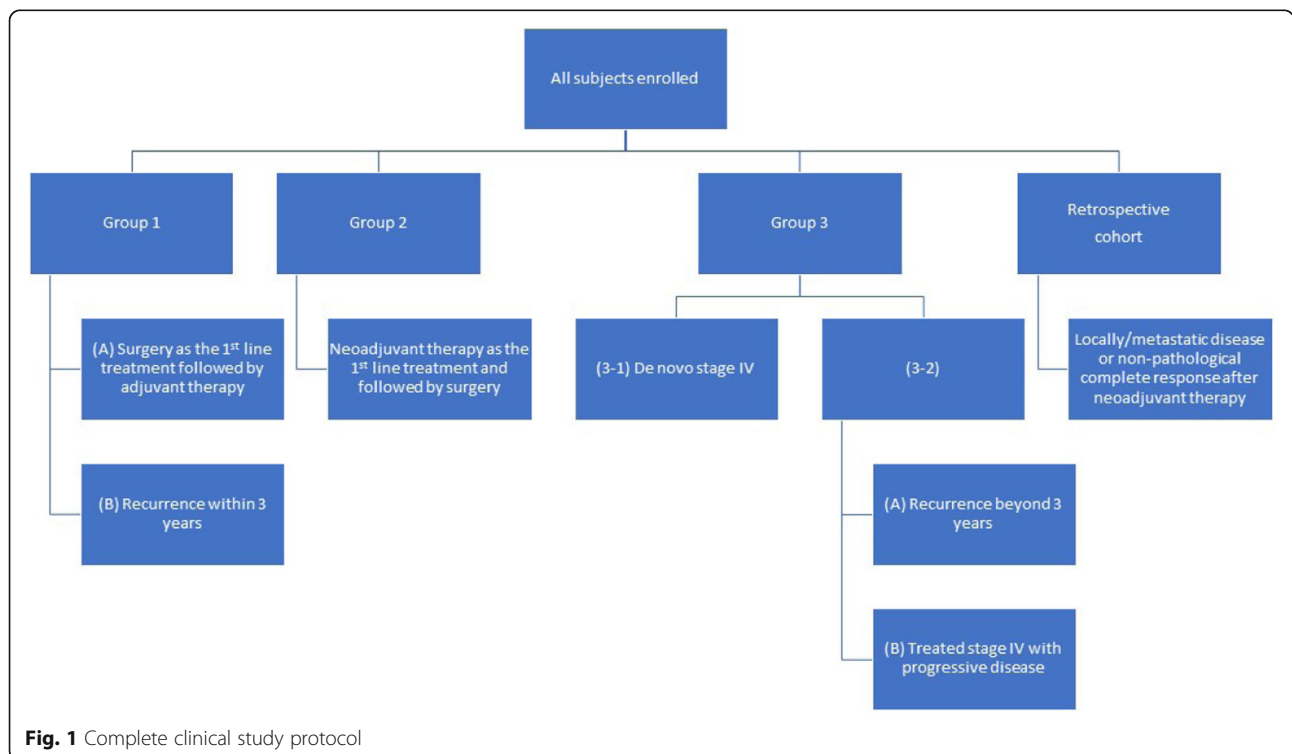 All subjects enrolled
Group 1
Group 2
Group 3
Retrospective
cohort
(A) Surgery as the 1st line
treatment followed by
adjuvant therapy
Neoadjuvant therapy as the
1st line treatment and
followed by surgery
(3-1) De novo stage IV
(3-2)
Locally/metastatic disease
or non-pathological
complete response after
neoadjuvant therapy
(B) Recurrence within 3
years
(A) Recurrence beyond 3
years
(B) Treated stage IV with
progressive disease
Fig. 1 Complete clinical study protocol